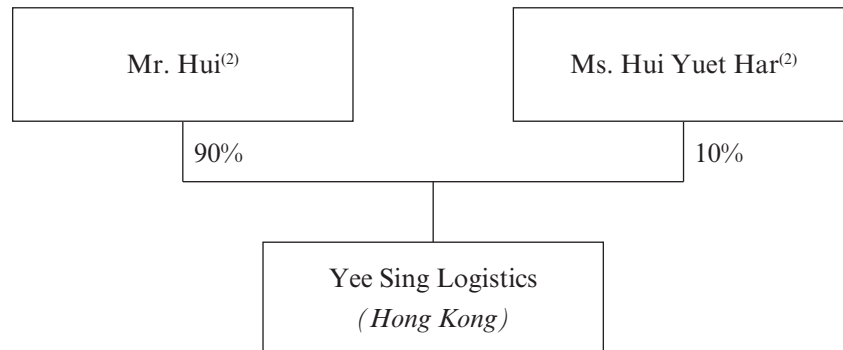 Mr. Hui(2)
Ms. Hui Yuet Har(2)
90%
10%
Yee Sing Logistics
(Hong Kong)